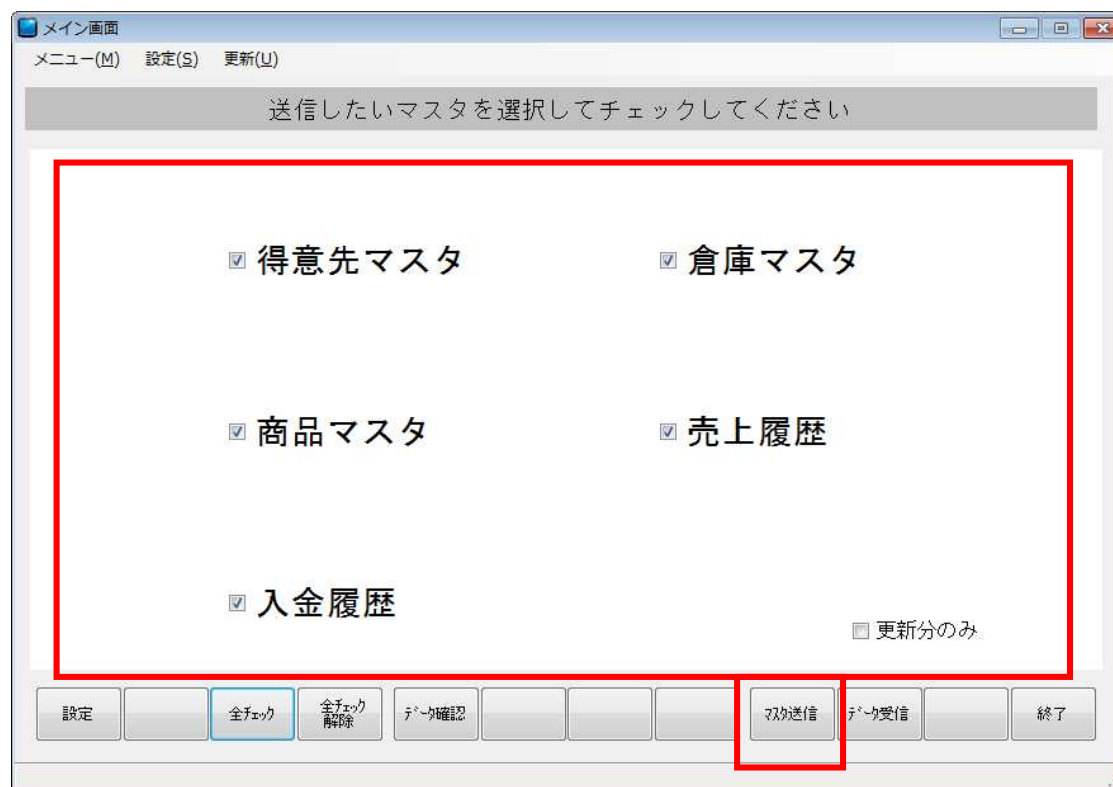 メイン画面
メニュー(M) 設定(S) 更新(U)
送信したいマスタを選択してチェックしてください
得意先マスタ 倉庫マスタ
商品マスタ 売上履歴
入金履歴
更新分のみ
設定 全ﾁｪｯｸ 全ﾁｪｯｸ解除 ﾃﾞｰﾀ確認 ﾏｽﾀ送信 ﾃﾞｰﾀ受信 終了